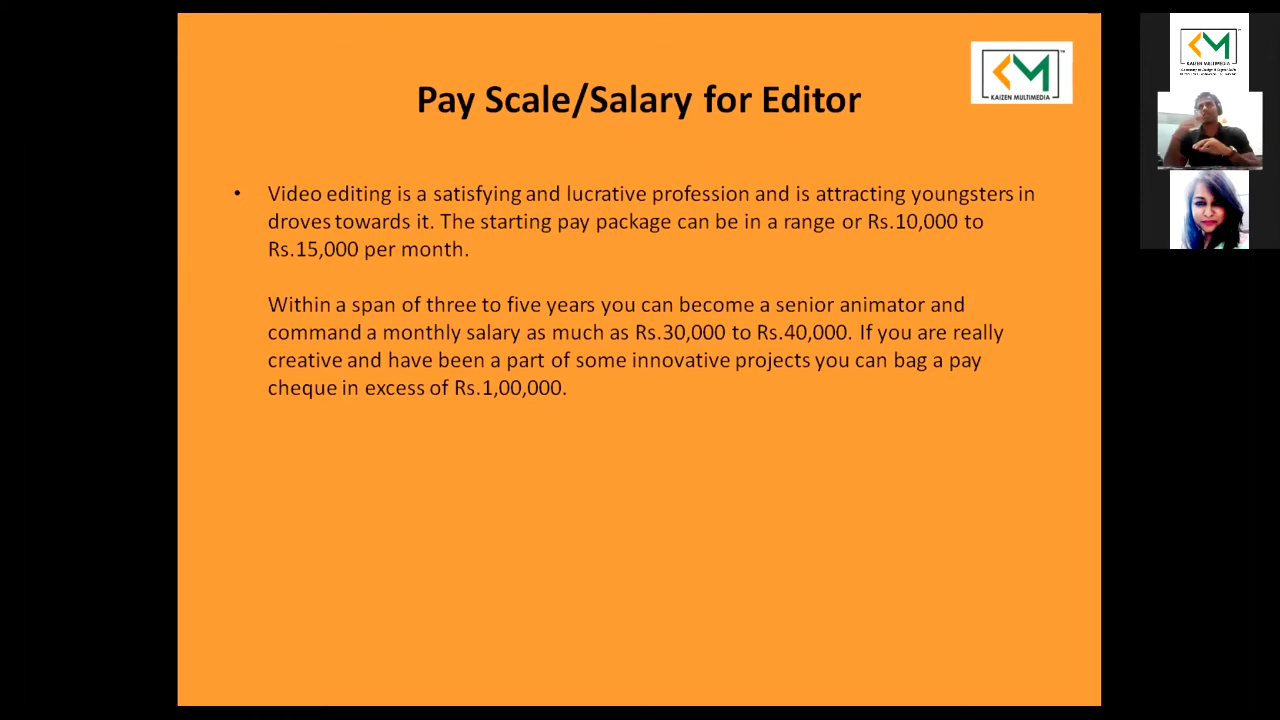 Pay Scale/Salary for Editor
KM
KAIZEN MULTIMEDIA
• Video editing is a satisfying and lucrative profession and is attracting youngsters in
droves towards it. The starting pay package can be in a range or Rs.10,000 to
Rs.15,000 per month.
Within a span of three to five years you can become a senior animator and
command a monthly salary as much as Rs.30,000 to Rs.40,000. If you are really
creative and have been a part of some innovative projects you can bag a pay
cheque in excess of Rs.1,00,000.
KM
KAIZEN MULTIMEDIA